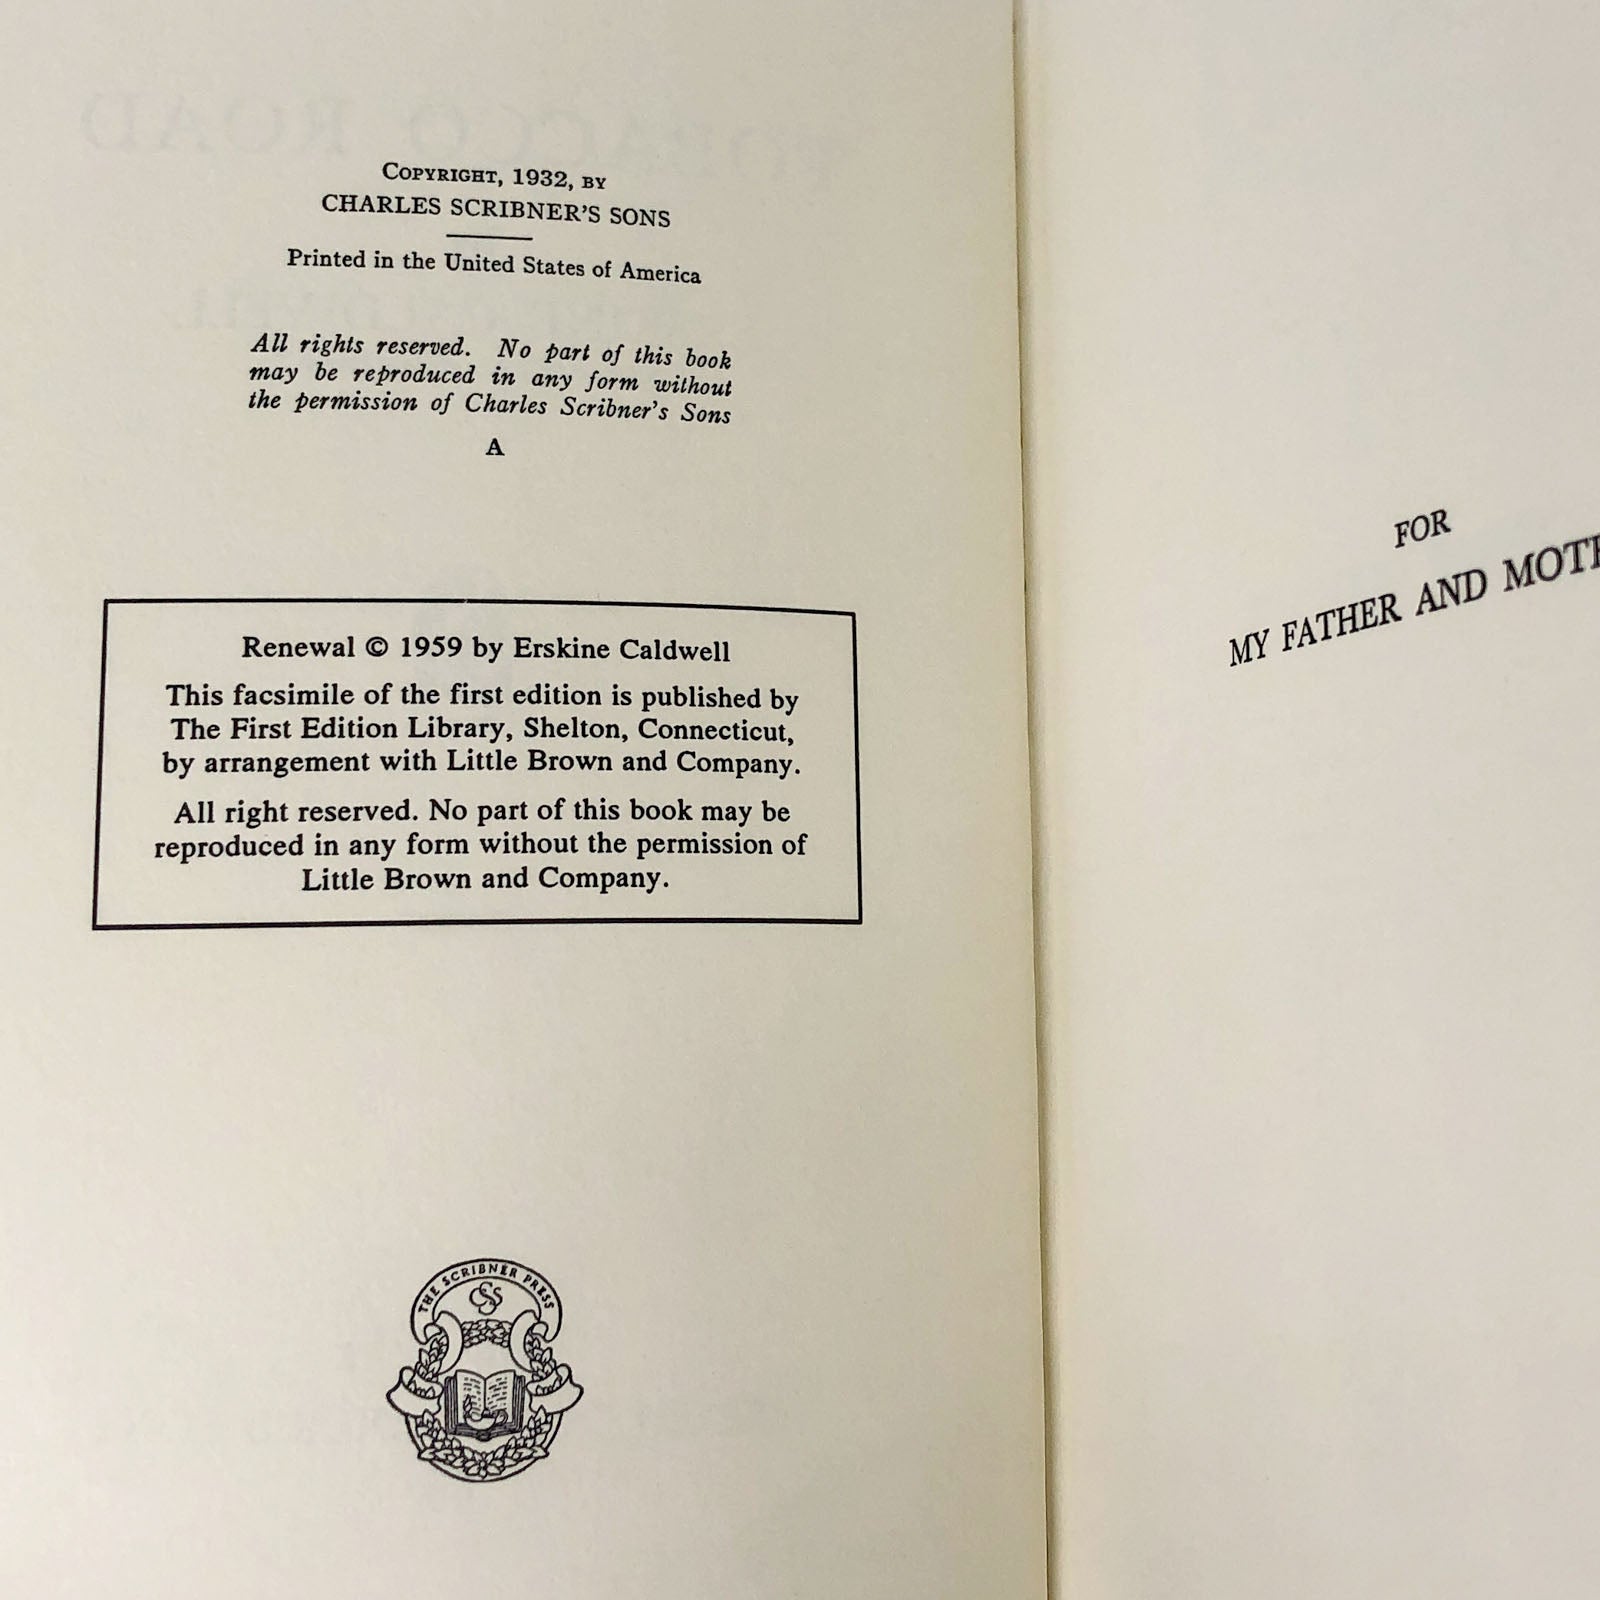 COPYRIGHT, 1932, BY
CHARLES SCRIBNER'S SONS
Printed in the United States of America
All rights reserved. No part of this book
may be reproduced in any form without
the permission of Charles Scribner's Sons
A
Renewal © 1959 by Erskine Caldwell
This facsimile of the first edition is published by
The First Edition Library, Shelton, Connecticut,
by arrangement with Little Brown and Company.
All right reserved. No part of this book may be
reproduced in any form without the permission of
Little Brown and Company.
THE SCRIBNER PRESS
CSS
FOR
MY FATHER AND
TOBACCO ROAD